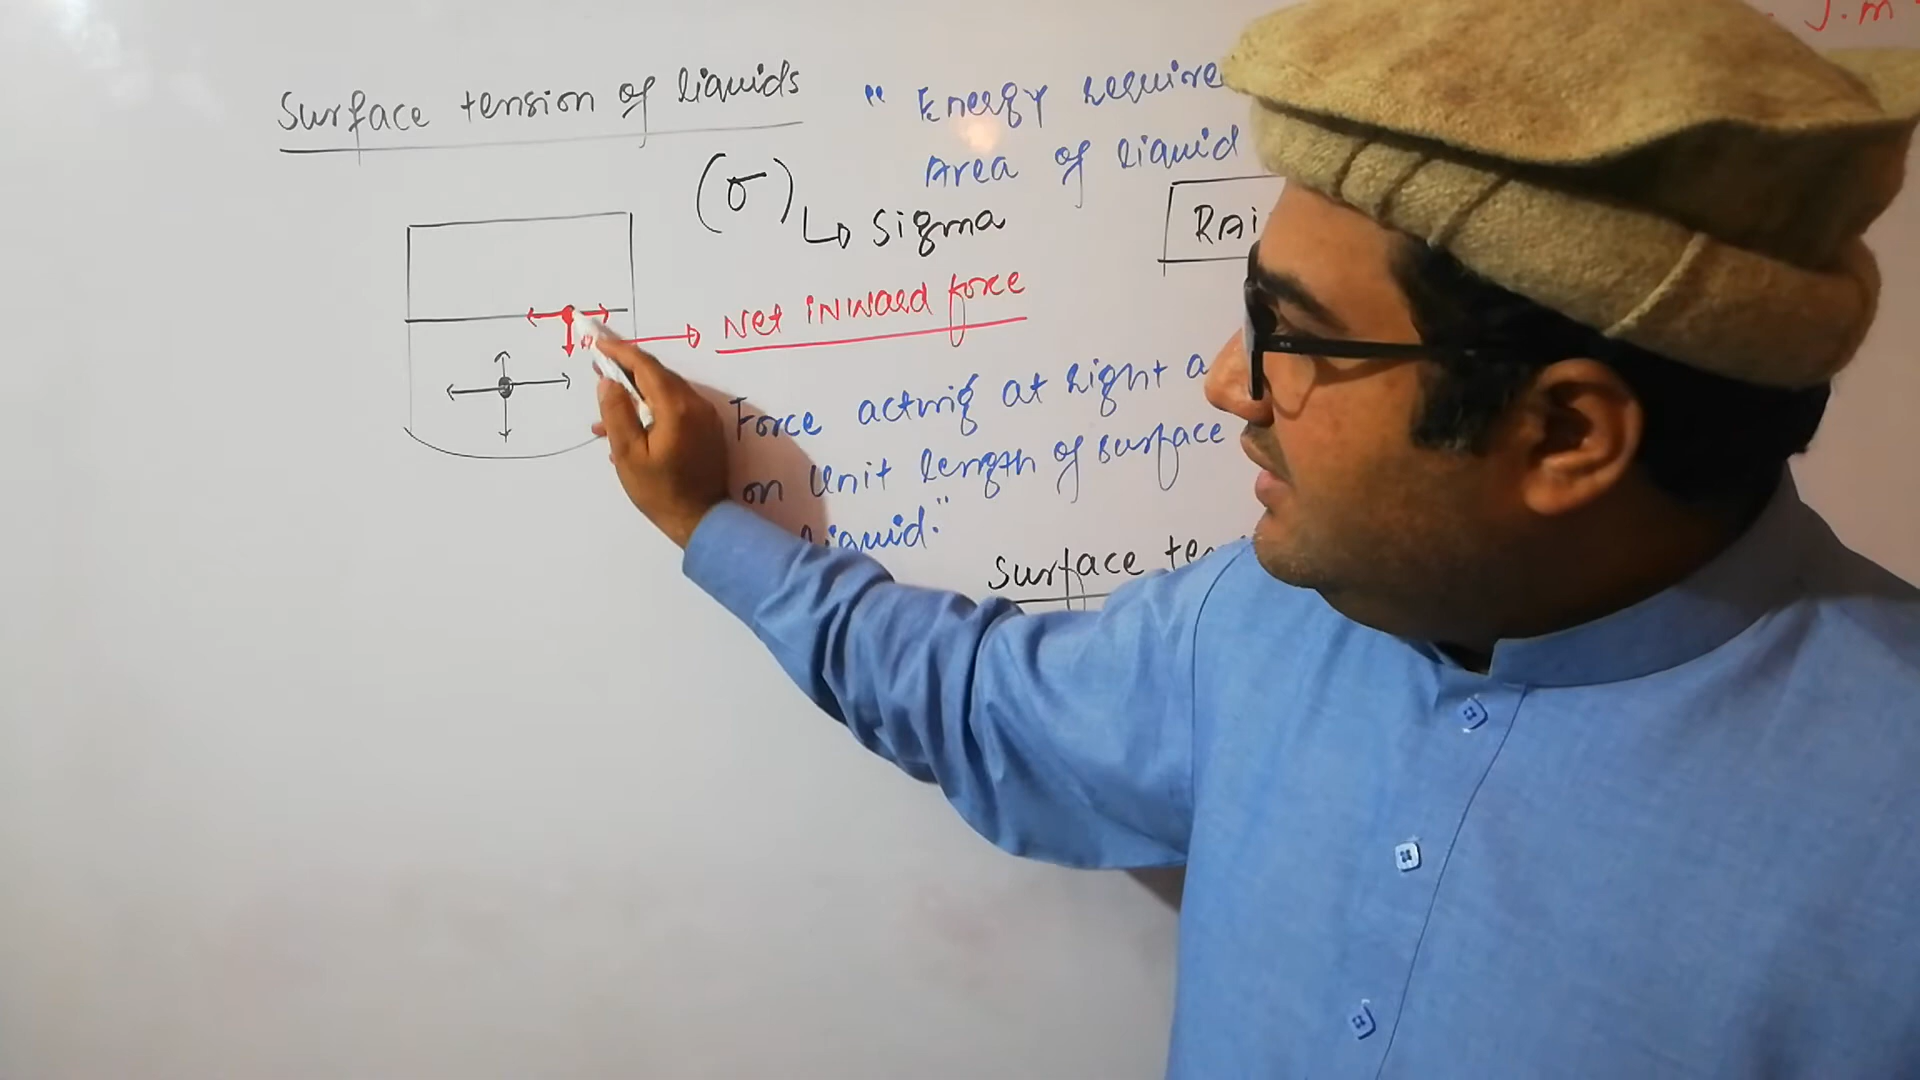 Surface tension of liquids
" Energy require
Area of liquid
(σ)
↳ Sigma
RAi
Net inward force
Force acting at right a
on unit length of surface
liquid."
Surface te
J.m